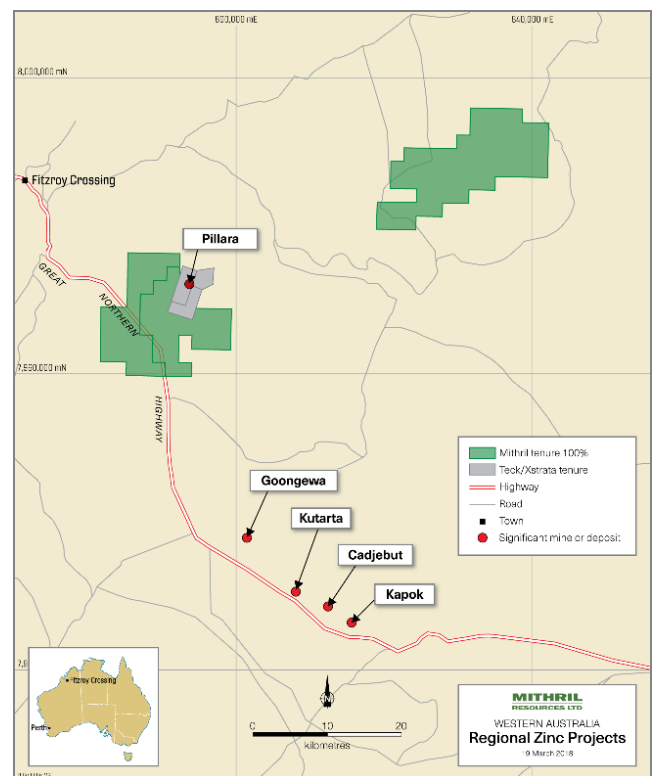 600,000 mE
640,000 mE
8,000,000 mN
Fitzroy Crossing
Pillara
GREAT
NORTHERN
7,960,000 mN
HIGHWAY
Mithril tenure 100%
Teck/Xstrata tenure
Highway
Road
Town
Significant mine or deposit
Goongewa
Kutarta
Cadjebut
Kapok
Fitzroy Crossing
Perth
N
0 10 20
kilometres
MITHRIL
RESOURCES LTD
WESTERN AUSTRALIA
Regional Zinc Projects
19 March 2018